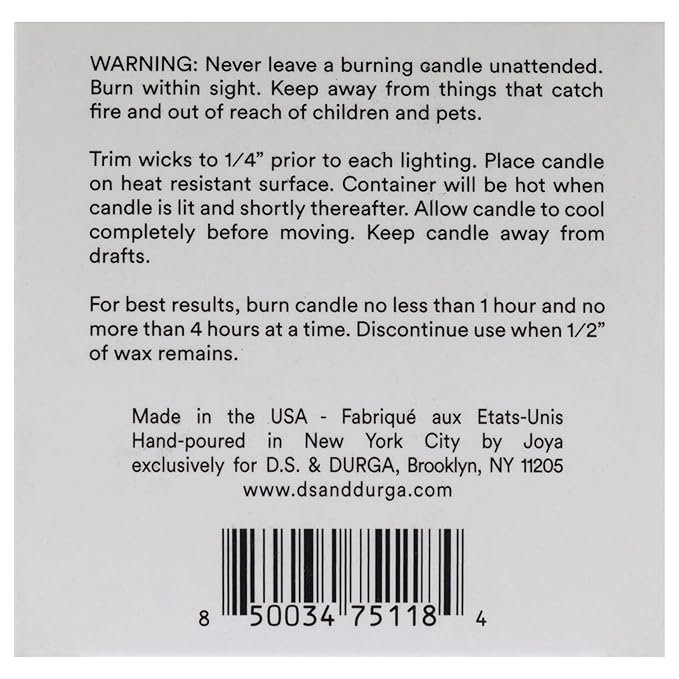 WARNING: Never leave a burning candle unattended.
Burn within sight. Keep away from things that catch
fire and out of reach of children and pets.
Trim wicks to 1/4” prior to each lighting. Place candle
on heat resistant surface. Container will be hot when
candle is lit and shortly thereafter. Allow candle to cool
completely before moving. Keep candle away from
drafts.
For best results, burn candle no less than 1 hour and no
more than 4 hours at a time. Discontinue use when 1/2”
of wax remains.
Made in the USA - Fabriqué aux Etats-Unis
Hand-poured in New York City by Joya
exclusively for D.S. & DURGA, Brooklyn, NY 11205
www.dsanddurga.com
8 50034 75118 4